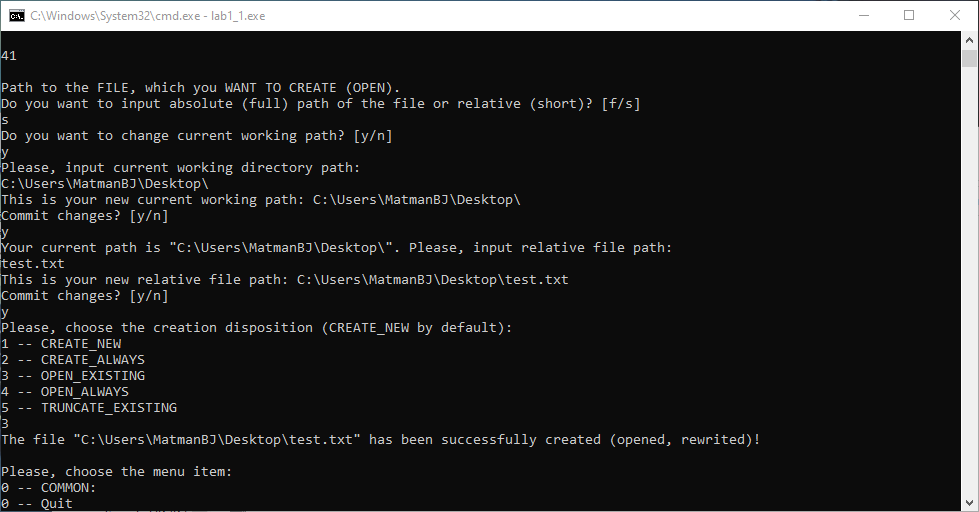 C:\Windows\System32\cmd.exe - lab1_1.exe
41
Path to the FILE, which you WANT TO CREATE (OPEN).
Do you want to input absolute (full) path of the file or relative (short)? [f/s]
s
Do you want to change current working path? [y/n]
y
Please, input current working directory path:
C:\Users\MatmanBJ\Desktop\
This is your new current working path: C:\Users\MatmanBJ\Desktop\
Commit changes? [y/n]
y
Your current path is "C:\Users\MatmanBJ\Desktop\". Please, input relative file path:
test.txt
This is your new relative file path: C:\Users\MatmanBJ\Desktop\test.txt
Commit changes? [y/n]
y
Please, choose the creation disposition (CREATE_NEW by default):
1 -- CREATE_NEW
2 -- CREATE_ALWAYS
3 -- OPEN_EXISTING
4 -- OPEN_ALWAYS
5 -- TRUNCATE_EXISTING
3
The file "C:\Users\MatmanBJ\Desktop\test.txt" has been successfully created (opened, rewrited)!
Please, choose the menu item:
0 -- COMMON:
0 -- Quit